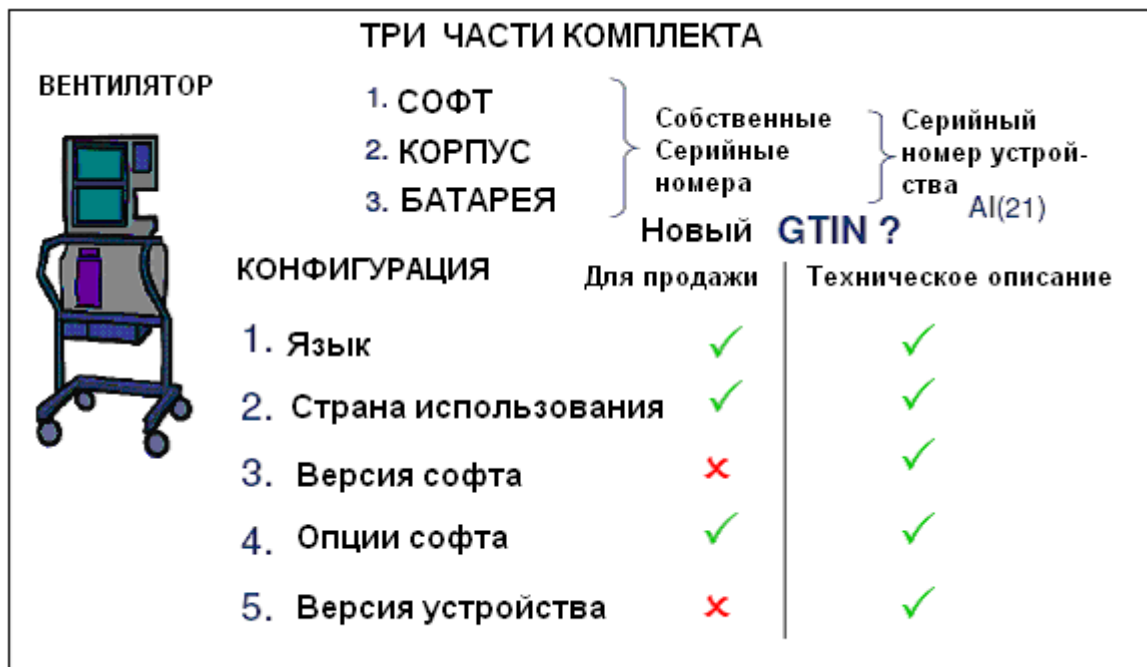 ТРИ ЧАСТИ КОМПЛЕКТА
ВЕНТИЛЯТОР
1. СОФТ
2. КОРПУС
3. БАТАРЕЯ
Собственные
Серийные
номера
Серийный
номер устрой-
ства
AI(21)
Новый GTIN ?
КОНФИГУРАЦИЯ
Для продажи
Техническое описание
1. Язык
2. Страна использования
3. Версия софта
4. Опции софта
5. Версия устройства